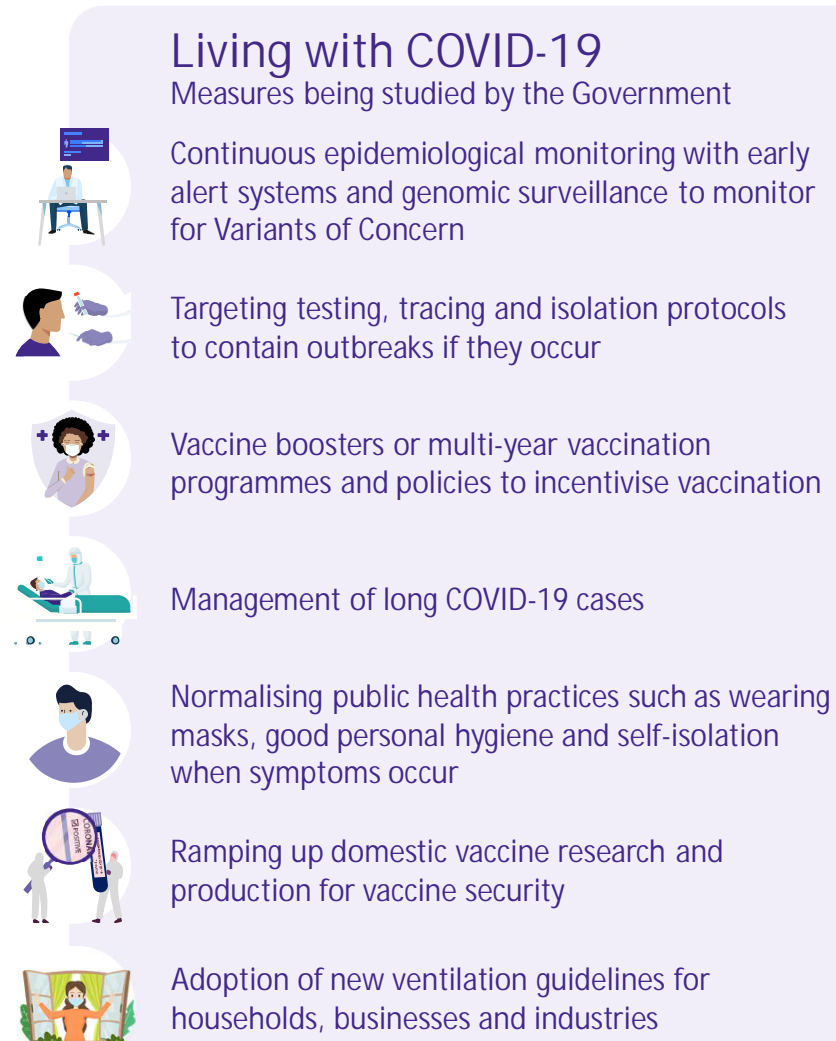 Living with COVID-19
Measures being studied by the Government
Continuous epidemiological monitoring with early
alert systems and genomic surveillance to monitor
for Variants of Concern
Targeting testing, tracing and isolation protocols
to contain outbreaks if they occur
Vaccine boosters or multi-year vaccination
programmes and policies to incentivise vaccination
Management of long COVID-19 cases
Normalising public health practices such as wearing
masks, good personal hygiene and self-isolation
when symptoms occur
POSITIVE
Ramping up domestic vaccine research and
production for vaccine security
Adoption of new ventilation guidelines for
households, businesses and industries